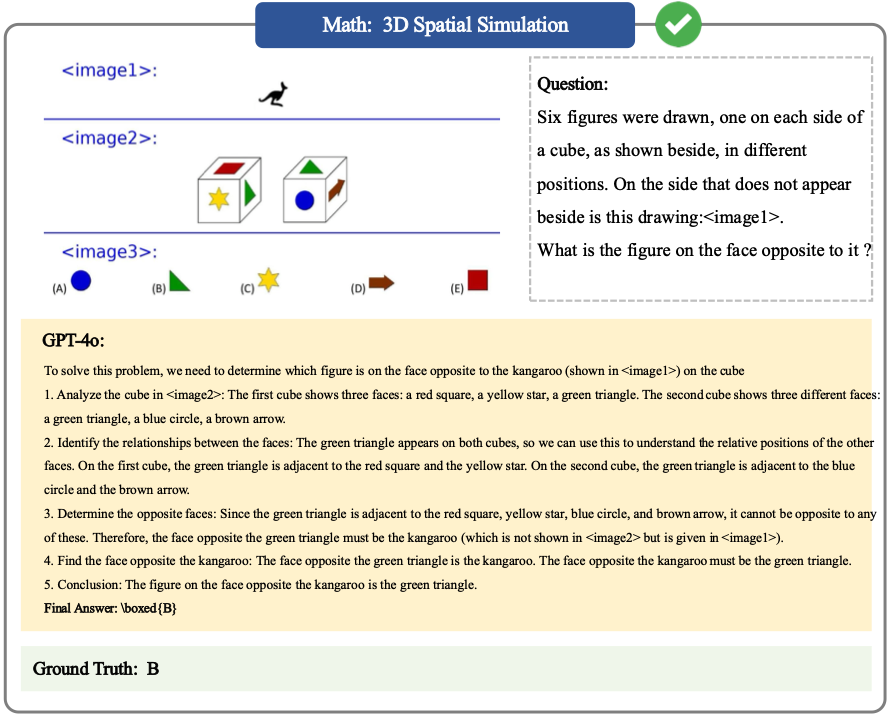 Math: 3D Spatial Simulation
<image1>:
<image2>:
<image3>:
(A)
(B)
(C)
(D)
(E)
Question:
Six figures were drawn, one on each side of
a cube, as shown beside, in different
positions. On the side that does not appear
beside is this drawing:<image1>.
What is the figure on the face opposite to it ?
GPT-4o:
To solve this problem, we need to determine which figure is on the face opposite to the kangaroo (shown in <image1>) on the cube
1. Analyze the cube in <image2>: The first cube shows three faces: a red square, a yellow star, a green triangle. The second cube shows three different faces:
a green triangle, a blue circle, a brown arrow.
2. Identify the relationships between the faces: The green triangle appears on both cubes, so we can use this to understand the relative positions of the other
faces. On the first cube, the green triangle is adjacent to the red square and the yellow star. On the second cube, the green triangle is adjacent to the blue
circle and the brown arrow.
3. Determine the opposite faces: Since the green triangle is adjacent to the red square, yellow star, blue circle, and brown arrow, it cannot be opposite to any
of these. Therefore, the face opposite the green triangle must be the kangaroo (which is not shown in <image2> but is given in <image1>).
4. Find the face opposite the kangaroo: The face opposite the green triangle is the kangaroo. The face opposite the kangaroo must be the green triangle.
5. Conclusion: The figure on the face opposite the kangaroo is the green triangle.
Final Answer: \boxed{B}
Ground Truth: B